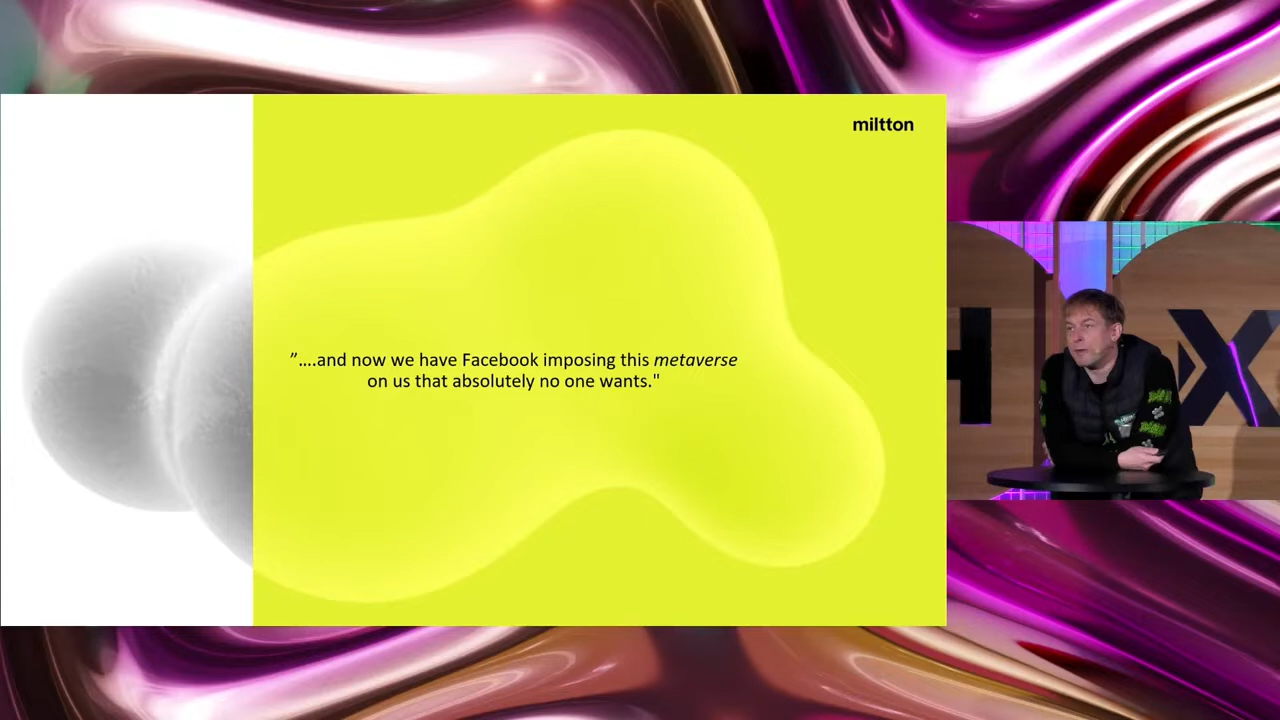 miltton
”....and now we have Facebook imposing this metaverse
on us that absolutely no one wants."
H
X